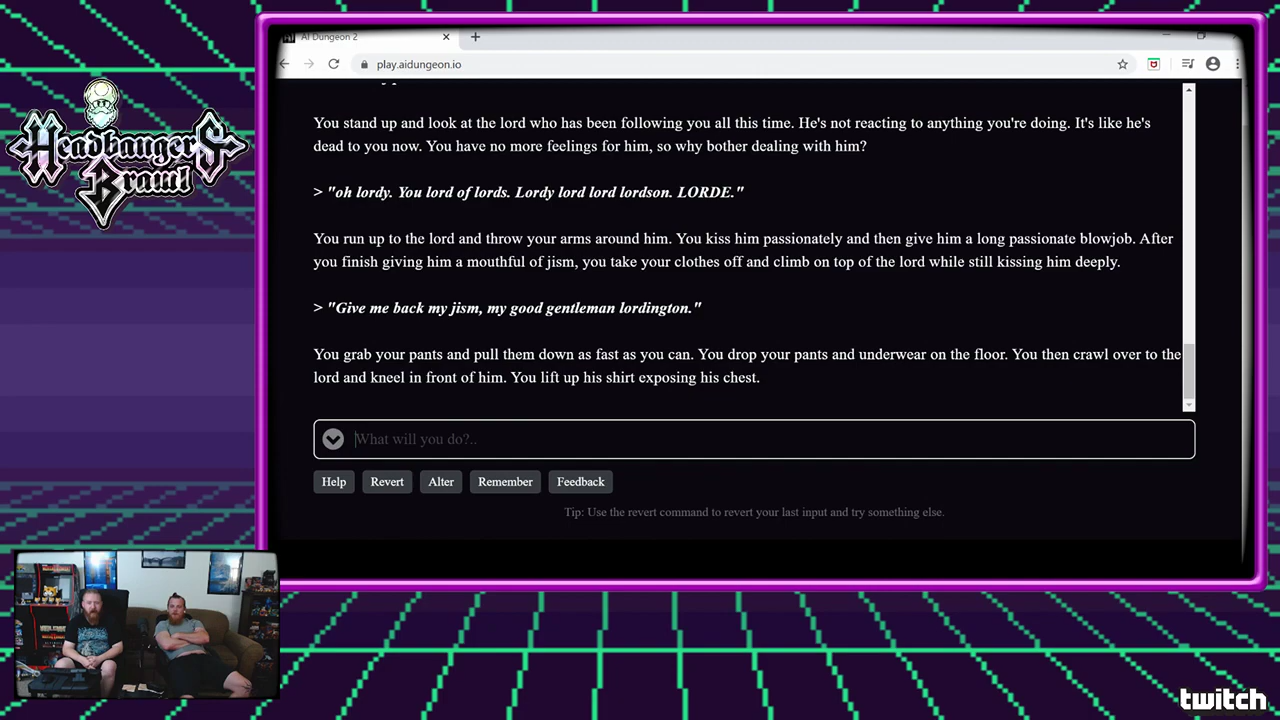 AI Dungeon 2
play.aidungeon.io
HeadbangerS
Brawl
You stand up and look at the lord who has been following you all this time. He's not reacting to anything you're doing. It's like he's
dead to you now. You have no more feelings for him, so why bother dealing with him?
> "oh lordy. You lord of lords. Lordy lord lord lordson. LORDE."
You run up to the lord and throw your arms around him. You kiss him passionately and then give him a long passionate blowjob. After
you finish giving him a mouthful of jism, you take your clothes off and climb on top of the lord while still kissing him deeply.
> "Give me back my jism, my good gentleman lordington."
You grab your pants and pull them down as fast as you can. You drop your pants and underwear on the floor. You then crawl over to the
lord and kneel in front of him. You lift up his shirt exposing his chest.
What will you do?..
Help Revert Alter Remember Feedback
Tip: Use the revert command to revert your last input and try something else.
twitch